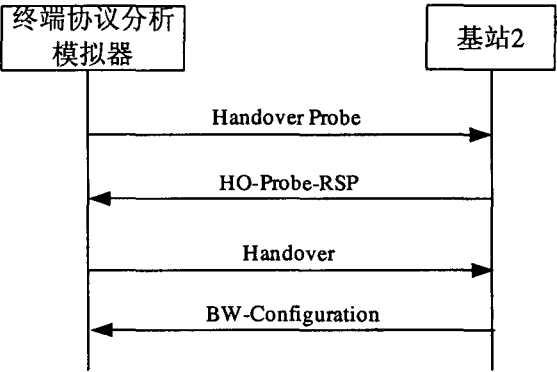 终端协议分析
模拟器
基站2
Handover Probe
HO-Probe-RSP
Handover
BW-Configuration